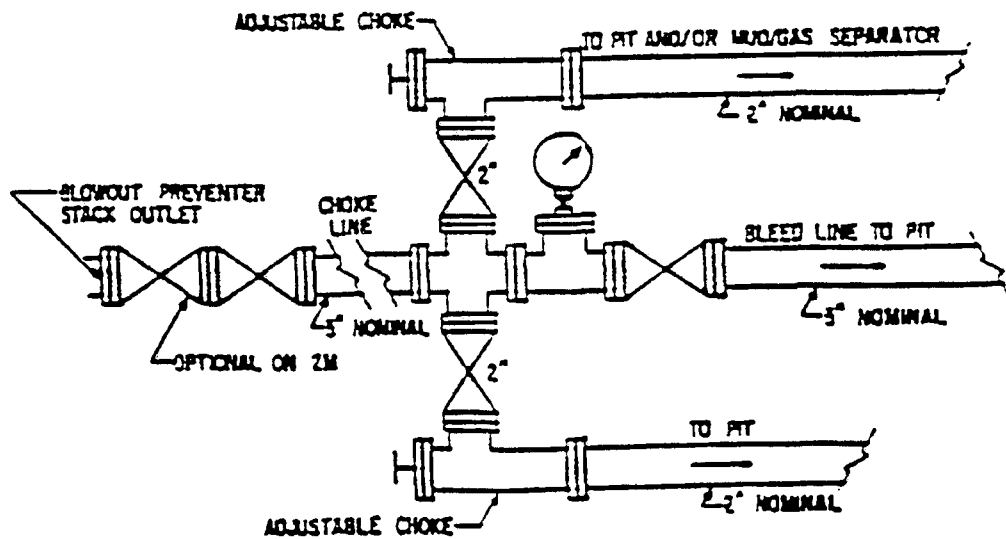 ADJUSTABLE CHOKE
TO PIT AND/OR MUD/GAS SEPARATOR
2" NOMINAL
2"
BLOWOUT PREVENTER
STACK OUTLET
CHOKE
LINE
BLEED LINE TO PIT
3" NOMINAL
3" NOMINAL
OPTIONAL ON 2M
2"
TO PIT
2" NOMINAL
ADJUSTABLE CHOKE